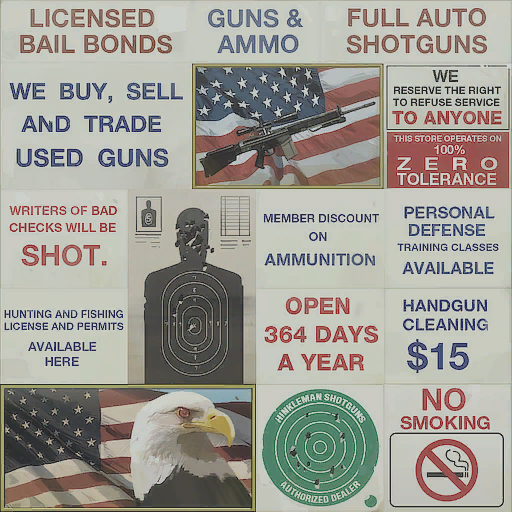 LICENSED
BAIL BONDS
GUNS &
AMMO
FULL AUTO
SHOTGUNS
WE BUY, SELL
AND TRADE
USED GUNS
WE
RESERVE THE RIGHT
TO REFUSE SERVICE
TO ANYONE
THIS STORE OPERATES ON
100%
ZERO
TOLERANCE
WRITERS OF BAD
CHECKS WILL BE
SHOT.
MEMBER DISCOUNT
ON
AMMUNITION
PERSONAL
DEFENSE
TRAINING CLASSES
AVAILABLE
HUNTING AND FISHING
LICENSE AND PERMITS
AVAILABLE
HERE
OPEN
364 DAYS
A YEAR
HANDGUN
CLEANING
$15
HINKLEMAN SHOTGUNS
AUTHORIZED DEALER
NO
SMOKING